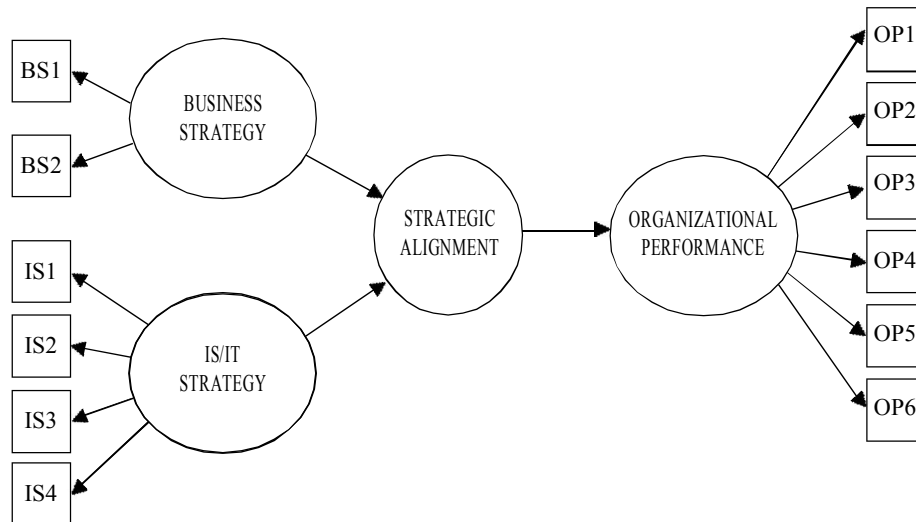 BS1
BS2
BUSINESS
STRATEGY
IS1
IS2
IS3
IS4
IS/IT
STRATEGY
STRATEGIC
ALIGNMENT
ORGANIZATIONAL
PERFORMANCE
OP1
OP2
OP3
OP4
OP5
OP6